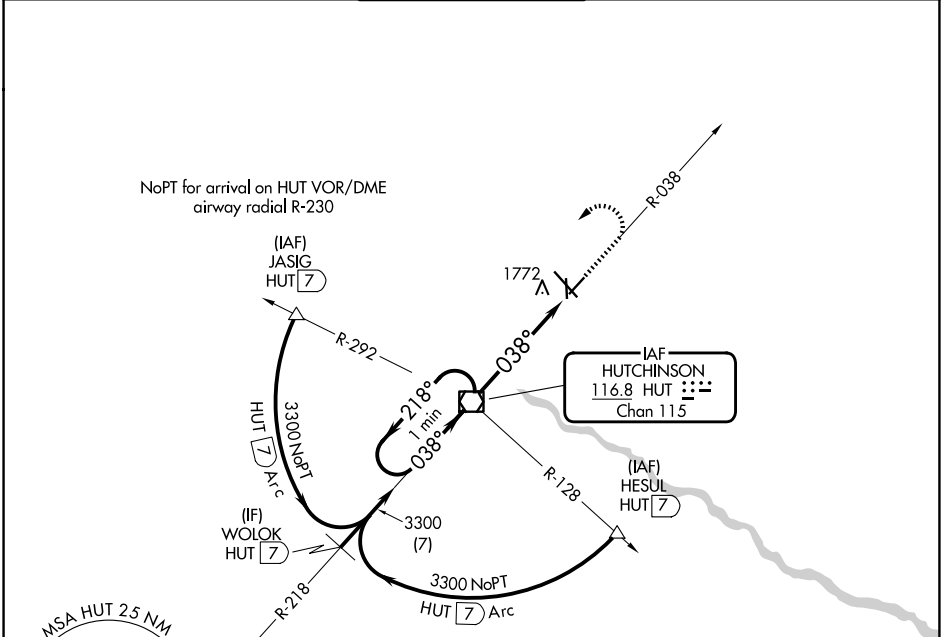 NoPT for arrival on HUT VOR/DME
airway radial R-230
(IAF)
JASIG
HUT 7
R-292
R-038
1772
038°
IAF
HUTCHINSON
116.8 HUT
Chan 115
218°
1 min
038°
3300 NoPT
HUT 7 Arc
R-128
(IAF)
HESUL
HUT 7
(IF)
WOLOK
HUT 7
3300
(7)
3300 NoPT
HUT 7 Arc
R-218
MSA HUT 25 NM